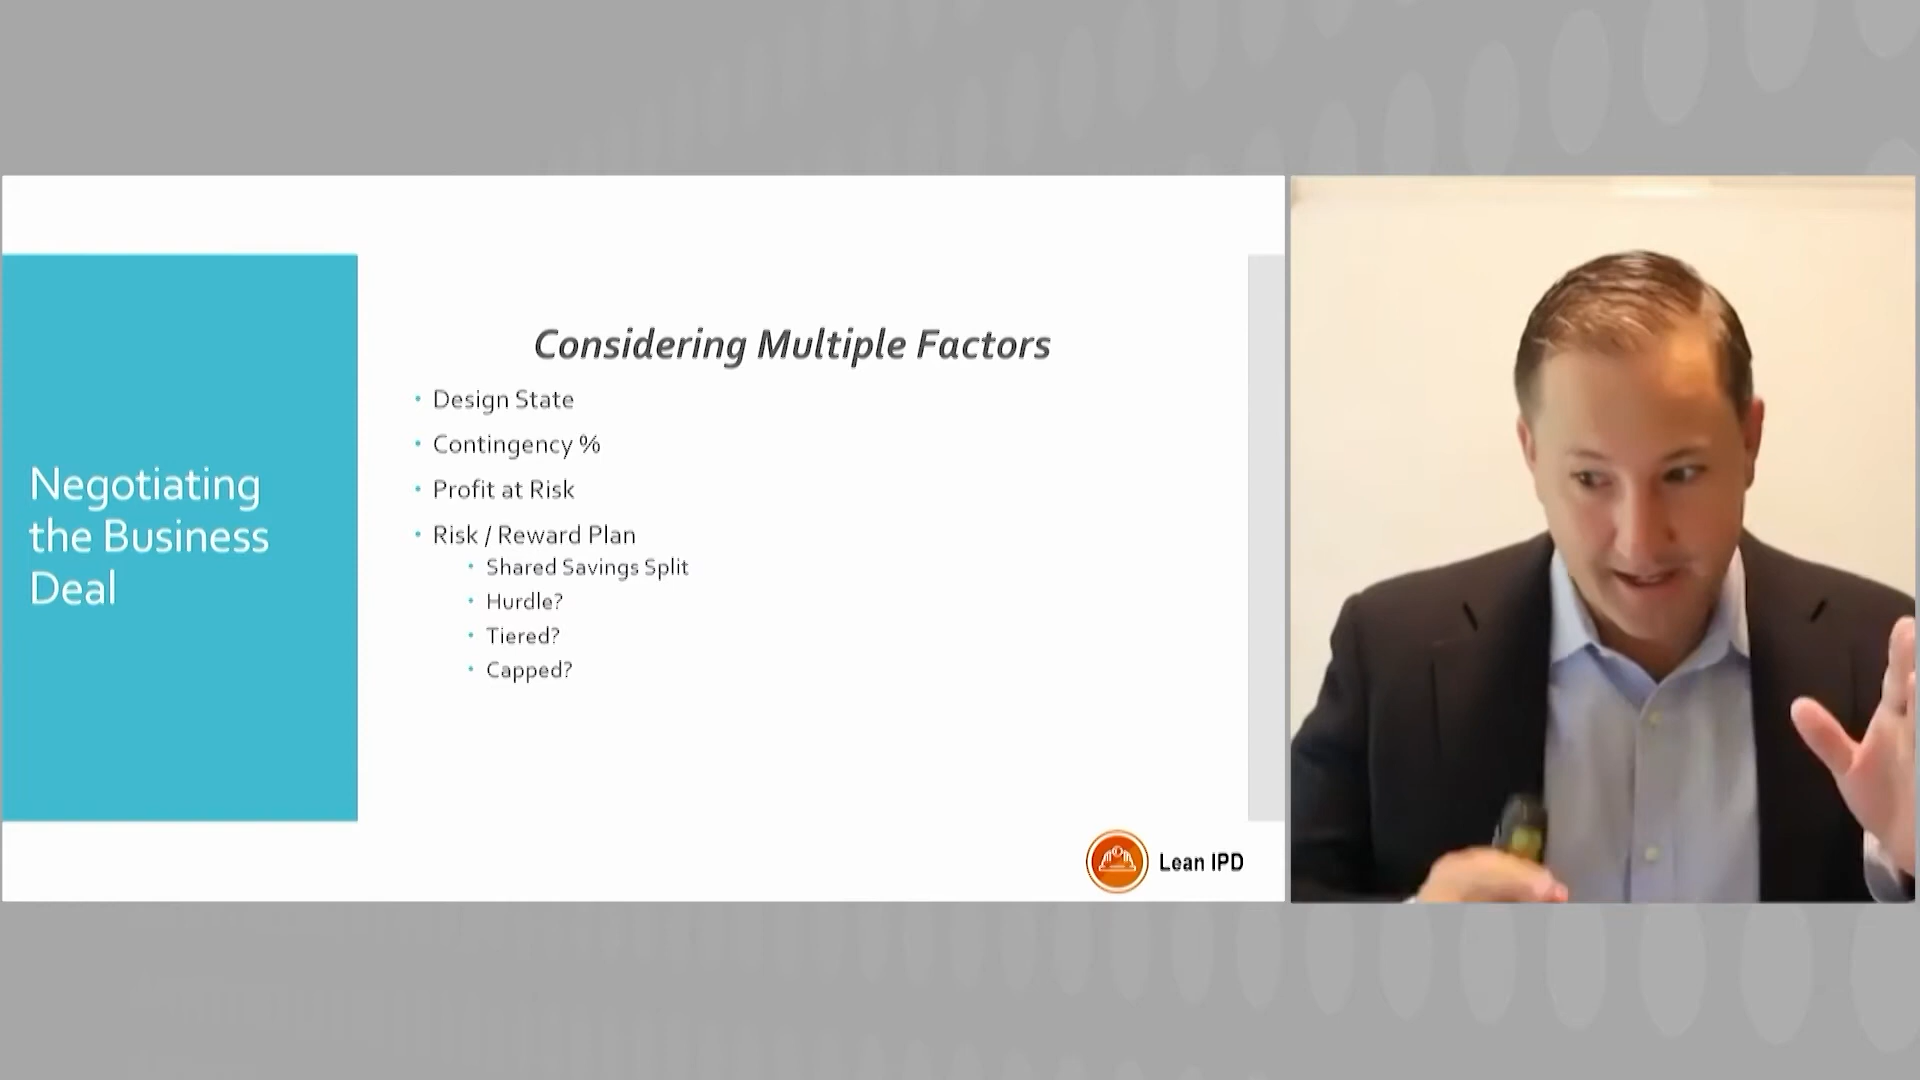 Negotiating
the Business
Deal
Considering Multiple Factors
• Design State
• Contingency %
• Profit at Risk
• Risk / Reward Plan
• Shared Savings Split
• Hurdle?
• Tiered?
• Capped?
Lean IPD